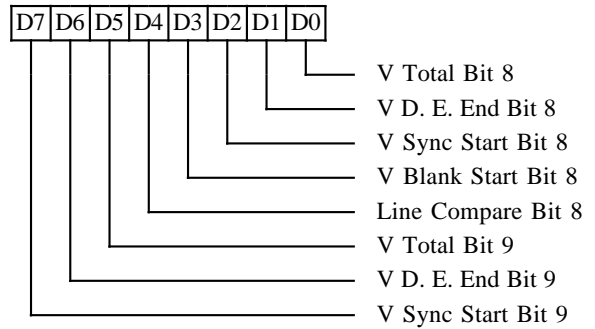 D7 D6 D5 D4 D3 D2 D1 D0
V Total Bit 8
V D. E. End Bit 8
V Sync Start Bit 8
V Blank Start Bit 8
Line Compare Bit 8
V Total Bit 9
V D. E. End Bit 9
V Sync Start Bit 9